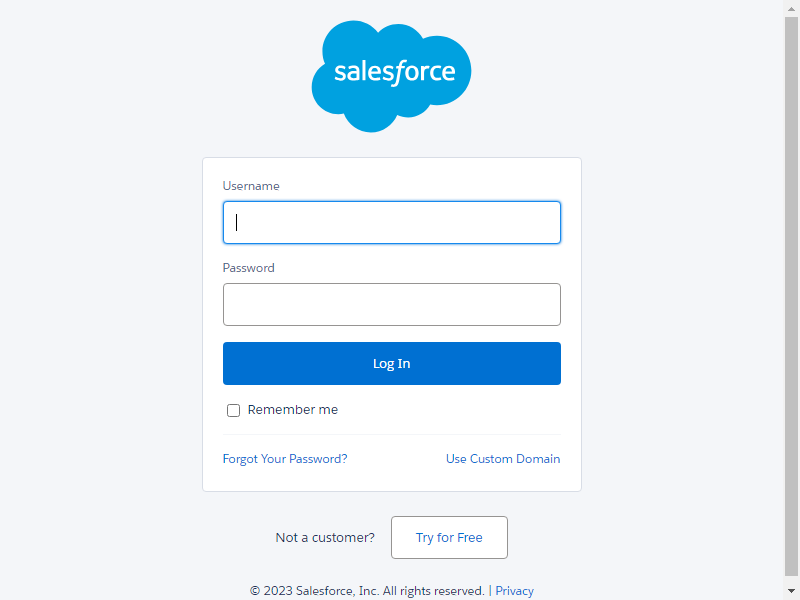 salesforce
Username
Password
Log In
Remember me
Forgot Your Password? Use Custom Domain
Not a customer? Try for Free
© 2023 Salesforce, Inc. All rights reserved. | Privacy